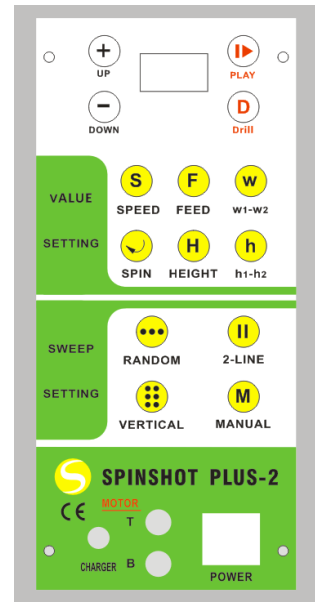 +
UP
PLAY
−
DOWN
D
Drill
VALUE
SETTING
S
SPEED
F
FEED
w
w1-w2
SPIN
H
HEIGHT
h
h1-h2
SWEEP
SETTING
RANDOM
2-LINE
VERTICAL
M
MANUAL
S
SPINSHOT PLUS-2
CE
MOTOR
T
CHARGER
B
POWER